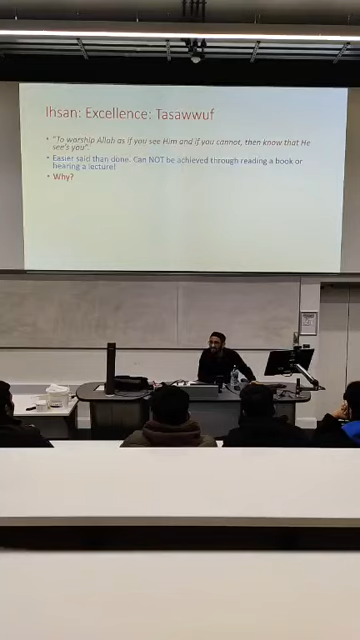 Ihsan: Excellence: Tasawwuf
• "To worship Allah as if you see Him and if you cannot, then know that He
see's you".
• Easier said than done. Can NOT be achieved through reading a book or
hearing a lecture!
• Why?